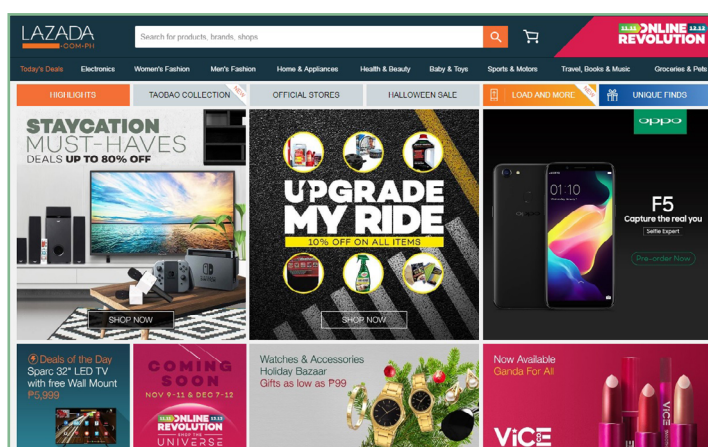 LAZADA
.COM.PH
Search for products, brands, shops
11.11 ONLINE 12.12
REVOLUTION
Today's Deals Electronics Women's Fashion Men's Fashion Home & Appliances Health & Beauty Baby & Toys Sports & Motors Travel, Books & Music Groceries & Pets
HIGHLIGHTS TAOBAO COLLECTION NEW OFFICIAL STORES HALLOWEEN SALE LOAD AND MORE NEW UNIQUE FINDS
STAYCATION
MUST-HAVES
DEALS UP TO 80% OFF
SHOP NOW
UPGRADE
MY RIDE
10% OFF ON ALL ITEMS
SHOP NOW
oppo
01:10
F5
Capture the real you
Selfie Expert
Pre-order Now
Deals of the Day
Sparc 32" LED TV
with free Wall Mount
₱5,999
COMING
SOON
NOV 9-11 & DEC 7-12
11.11 ONLINE 12.12
REVOLUTION
SHOP THE
UNIVERSE
Watches & Accessories
Holiday Bazaar
Gifts as low as ₱99
Now Available
Ganda For All
ViCE
CO